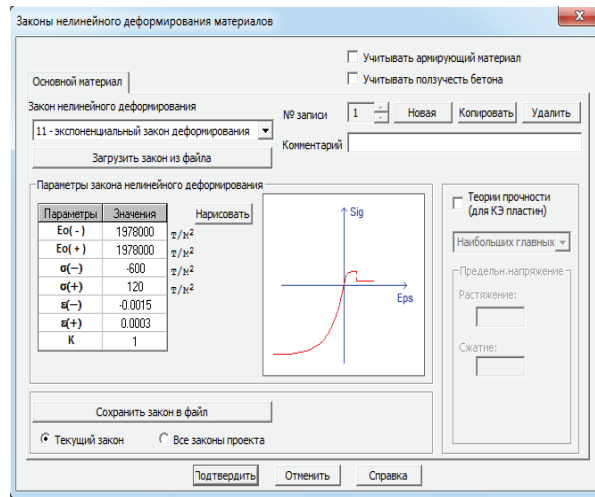 Законы нелинейного деформирования материалов
x
Учитывать армирующий материал
Учитывать ползучесть бетона
Основной материал
Закон нелинейного деформирования
11 - экспоненциальный закон деформирования
Загрузить закон из файла
№ записи
1
Новая
Копировать
Удалить
Комментарий
Параметры закона нелинейного деформирования
Параметры Значения
Eo( - ) 1978000 т/м²
Eo( + ) 1978000 т/м²
σ(−) -600 т/м²
σ(+) 120 т/м²
ε(−) -0.0015
ε(+) 0.0003
К 1
Нарисовать
Sig
Eps
Теории прочности
(для КЭ пластин)
Наибольших главных
Предельн.напряжение
Растяжение:
Сжатие:
Сохранить закон в файл
Текущий закон
Все законы проекта
Подтвердить
Отменить
Справка